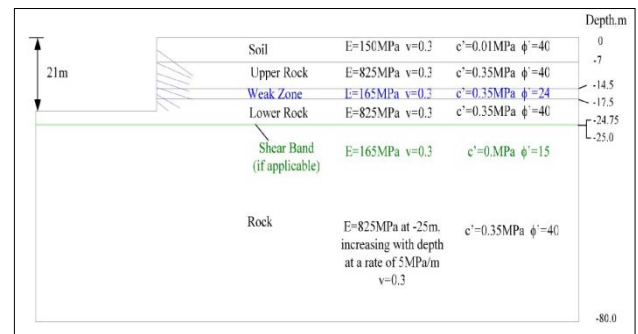 Depth.m
Soil E=150MPa v=0.3 c'=0.01MPa ϕ'=40 0
-7
21m
Upper Rock E=825MPa v=0.3 c'=0.35MPa ϕ'=40
-14.5
Weak Zone E=165MPa v=0.3 c'=0.35MPa ϕ'=24
-17.5
Lower Rock E=825MPa v=0.3 c'=0.35MPa ϕ'=40
-24.75
-25.0
Shear Band
(if applicable)
E=165MPa v=0.3 c'=0.MPa ϕ'=15
Rock
E=825MPa at -25m,
increasing with depth
at a rate of 5MPa/m
v=0.3
c'=0.35MPa ϕ'=40
-80.0